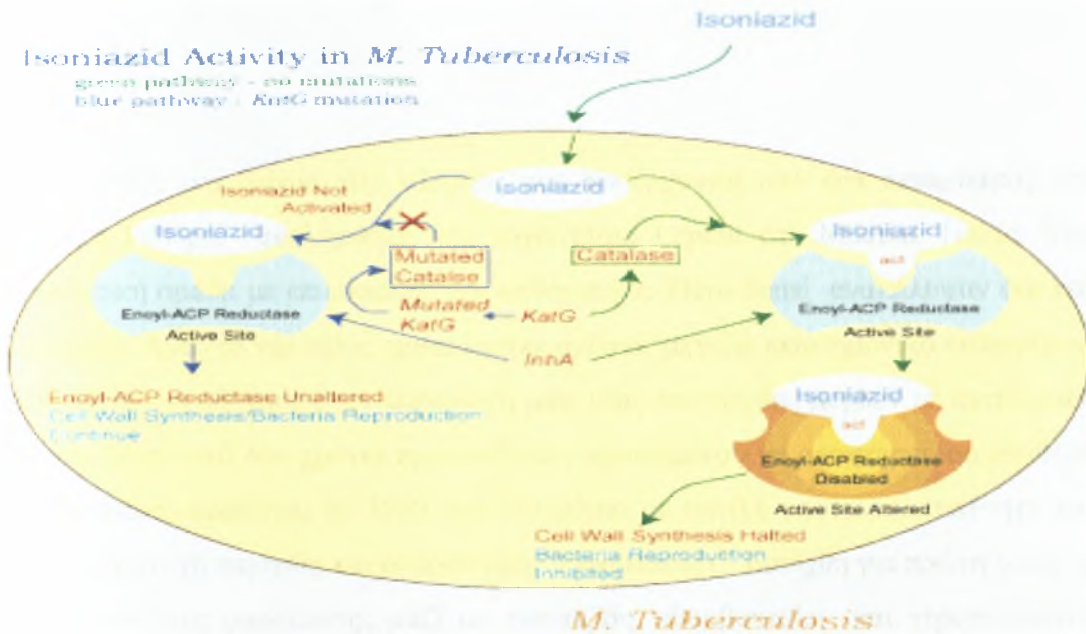 Isoniazid
Isoniazid Activity in M. Tuberculosis
green pathway - no mutations
blue pathway - KatG mutation
Isoniazid
Isoniazid Not
Activated
Isoniazid
Isoniazid
act
Mutated
Catalse
Catalase
Enoyl-ACP Reductase
Active Site
Mutated
KatG
KatG
Enoyl-ACP Reductase
Active Site
InhA
Enoyl-ACP Reductase Unaltered
Cell Wall Synthesis/Bacteria Reproduction
Continue
Isoniazid
act
Enoyl-ACP Reductase
Disabled
Active Site Altered
Cell Wall Synthesis Halted
Bacteria Reproduction
Inhibited
M. Tuberculosis